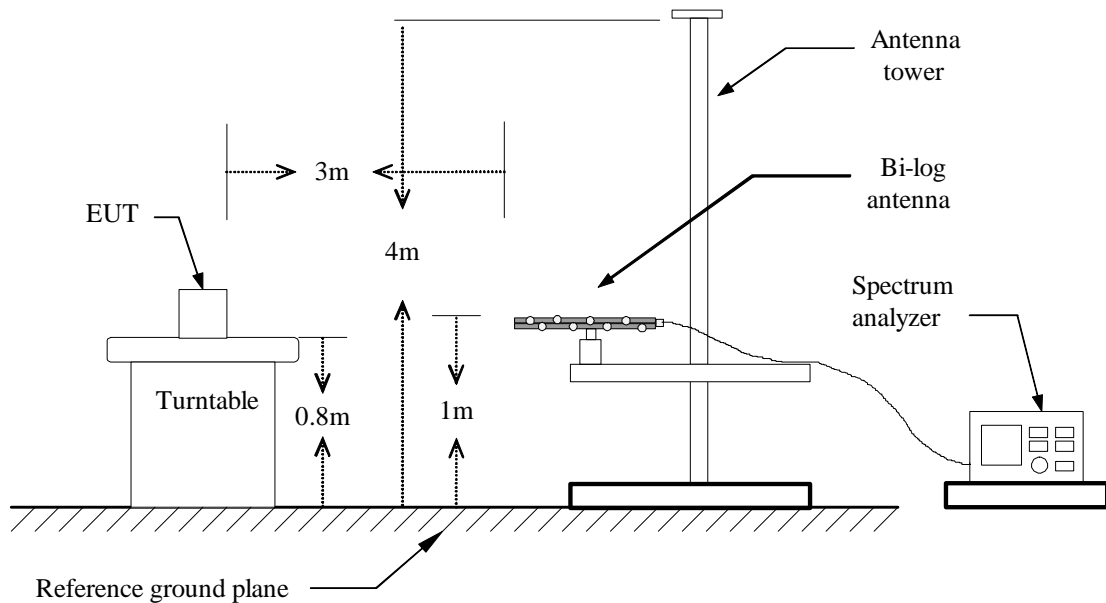 Antenna
tower
3m
Bi-log
antenna
EUT
4m
Spectrum
analyzer
Turntable
0.8m
1m
Reference ground plane